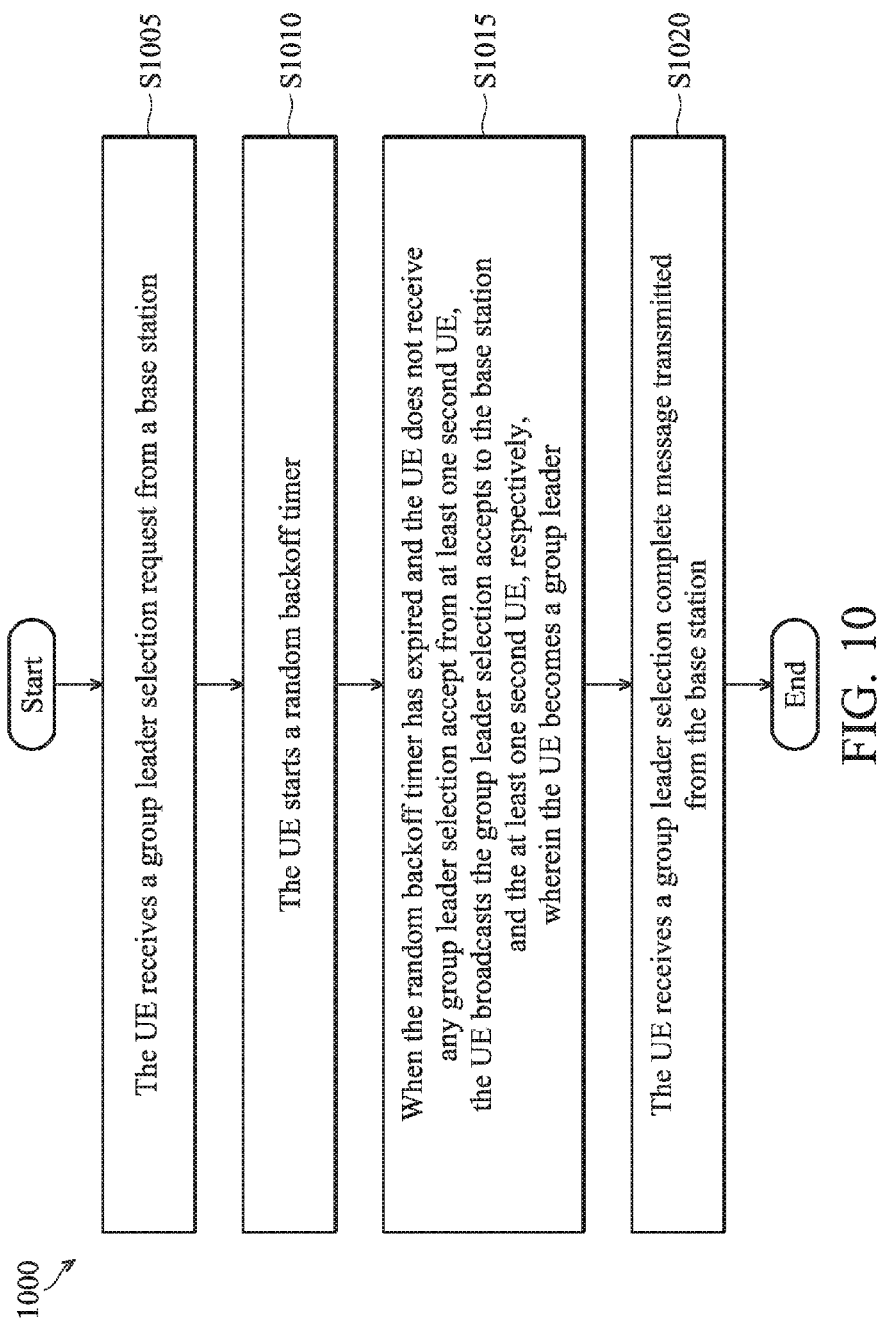 1000
Start
The UE receives a group leader selection request from a base station
S1005
The UE starts a random backoff timer
S1010
When the random backoff timer has expired and the UE does not receive
any group leader selection accept from at least one second UE,
the UE broadcasts the group leader selection accepts to the base station
and the at least one second UE, respectively,
wherein the UE becomes a group leader
S1015
The UE receives a group leader selection complete message transmitted
from the base station
S1020
End
FIG. 10